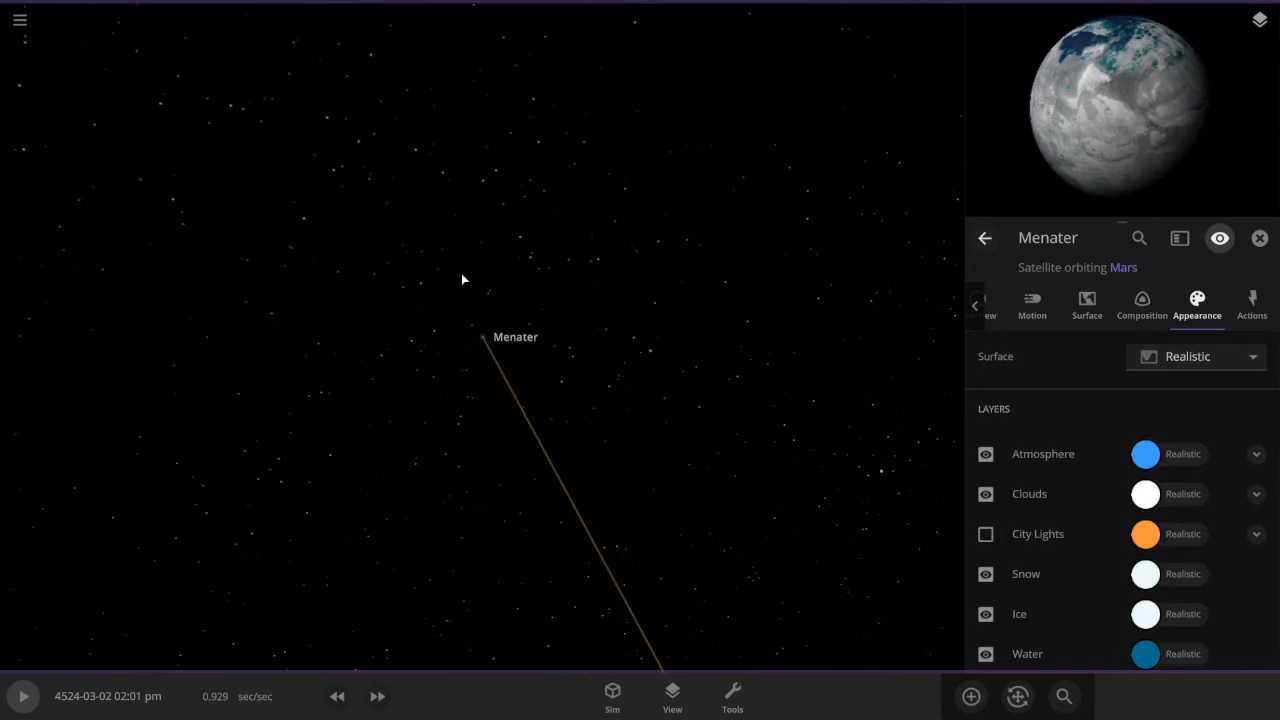 Menater
Menater
Satellite orbiting Mars
ew
Motion
Surface
Composition
Appearance
Actions
Surface
Realistic
LAYERS
Atmosphere
Realistic
Clouds
Realistic
City Lights
Realistic
Snow
Realistic
Ice
Realistic
Water
Realistic
4524-03-02 02:01 pm
0.929 sec/sec
Sim
View
Tools